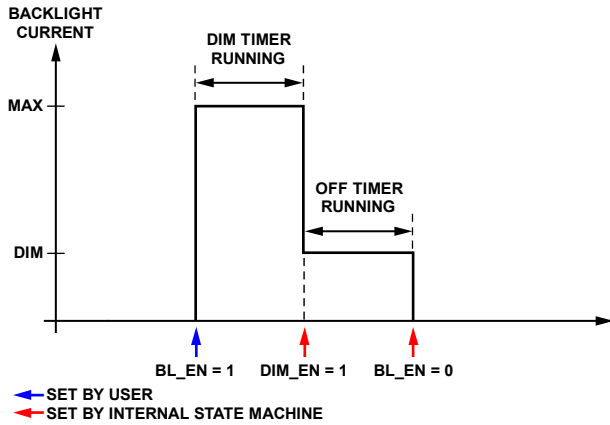 BACKLIGHT
CURRENT
DIM TIMER
RUNNING
MAX
OFF TIMER
RUNNING
DIM
BL_EN = 1 DIM_EN = 1 BL_EN = 0
SET BY USER
SET BY INTERNAL STATE MACHINE